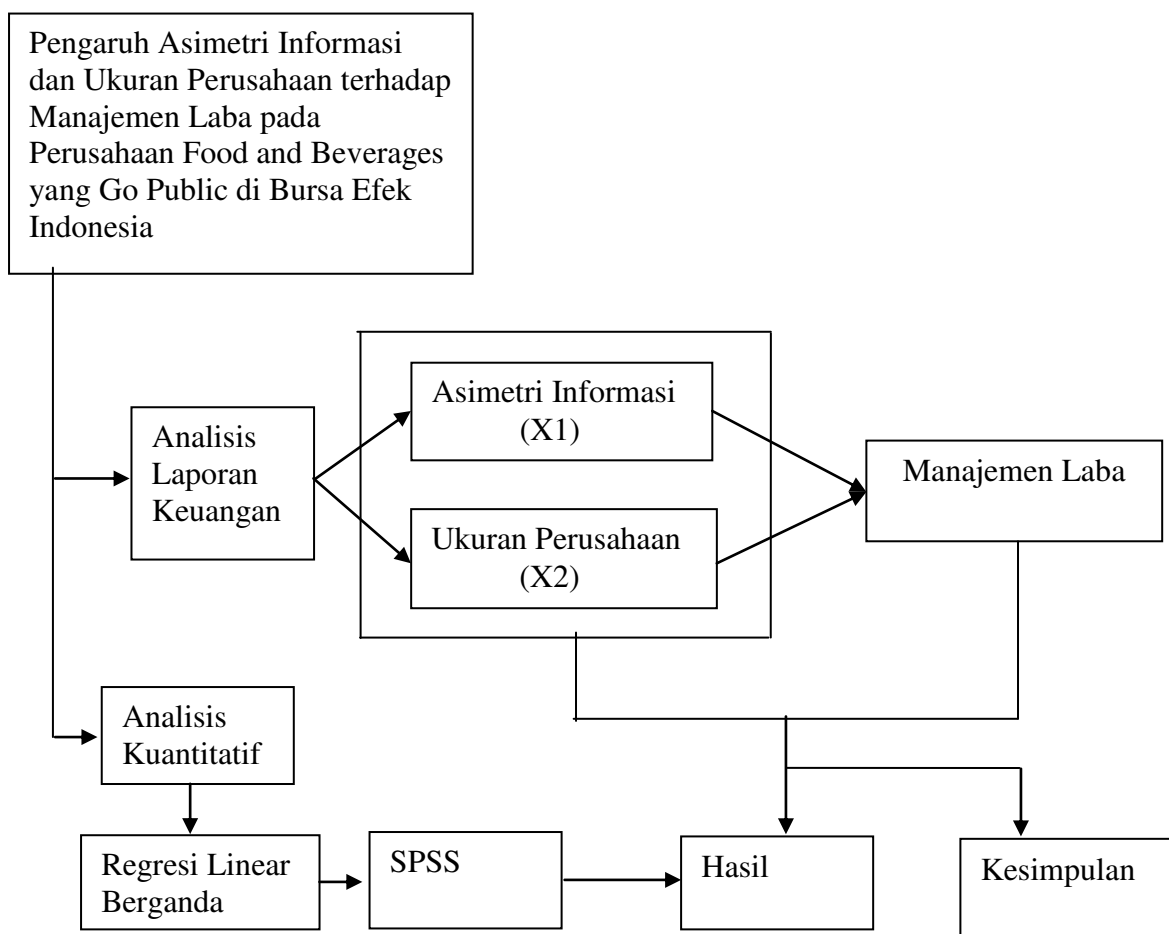 Pengaruh Asimetri Informasi
dan Ukuran Perusahaan terhadap
Manajemen Laba pada
Perusahaan Food and Beverages
yang Go Public di Bursa Efek
Indonesia
Analisis
Laporan
Keuangan
Asimetri Informasi
(X1)
Ukuran Perusahaan
(X2)
Manajemen Laba
Analisis
Kuantitatif
Regresi Linear
Berganda
SPSS
Hasil
Kesimpulan